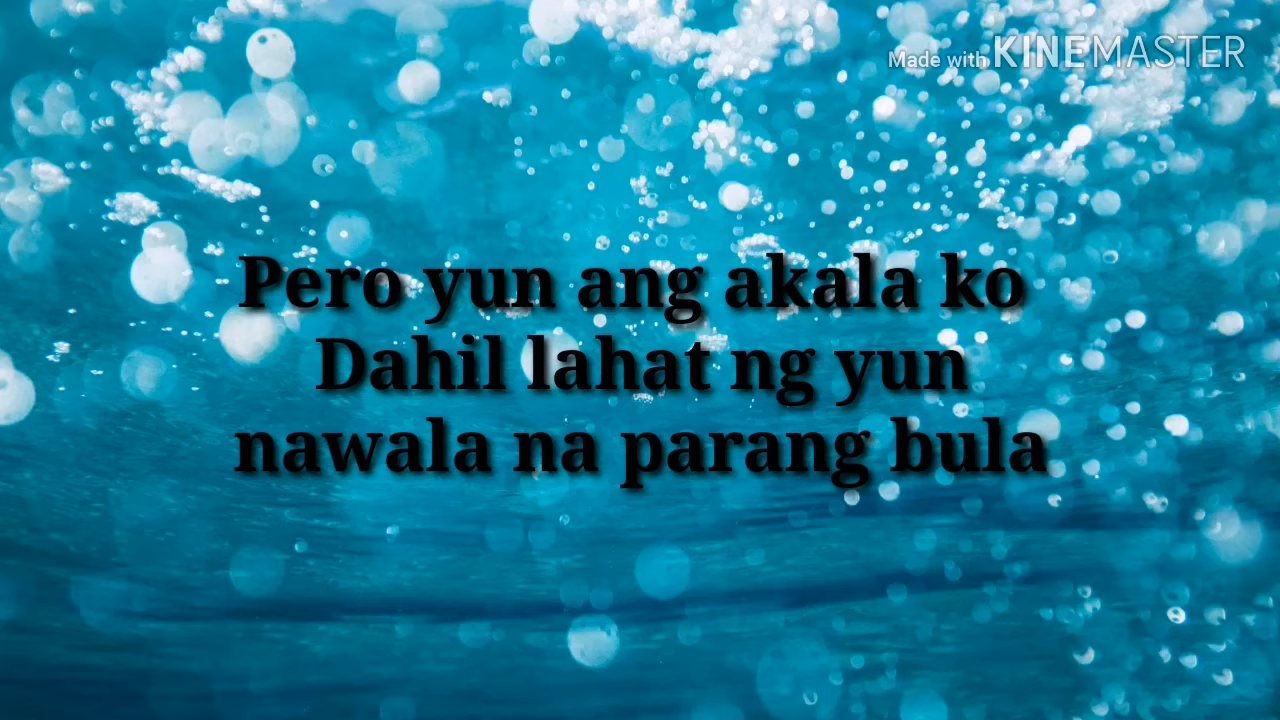 Made with KINEMASTER
Pero yun ang akala ko
Dahil lahat ng yun
nawala na parang bula